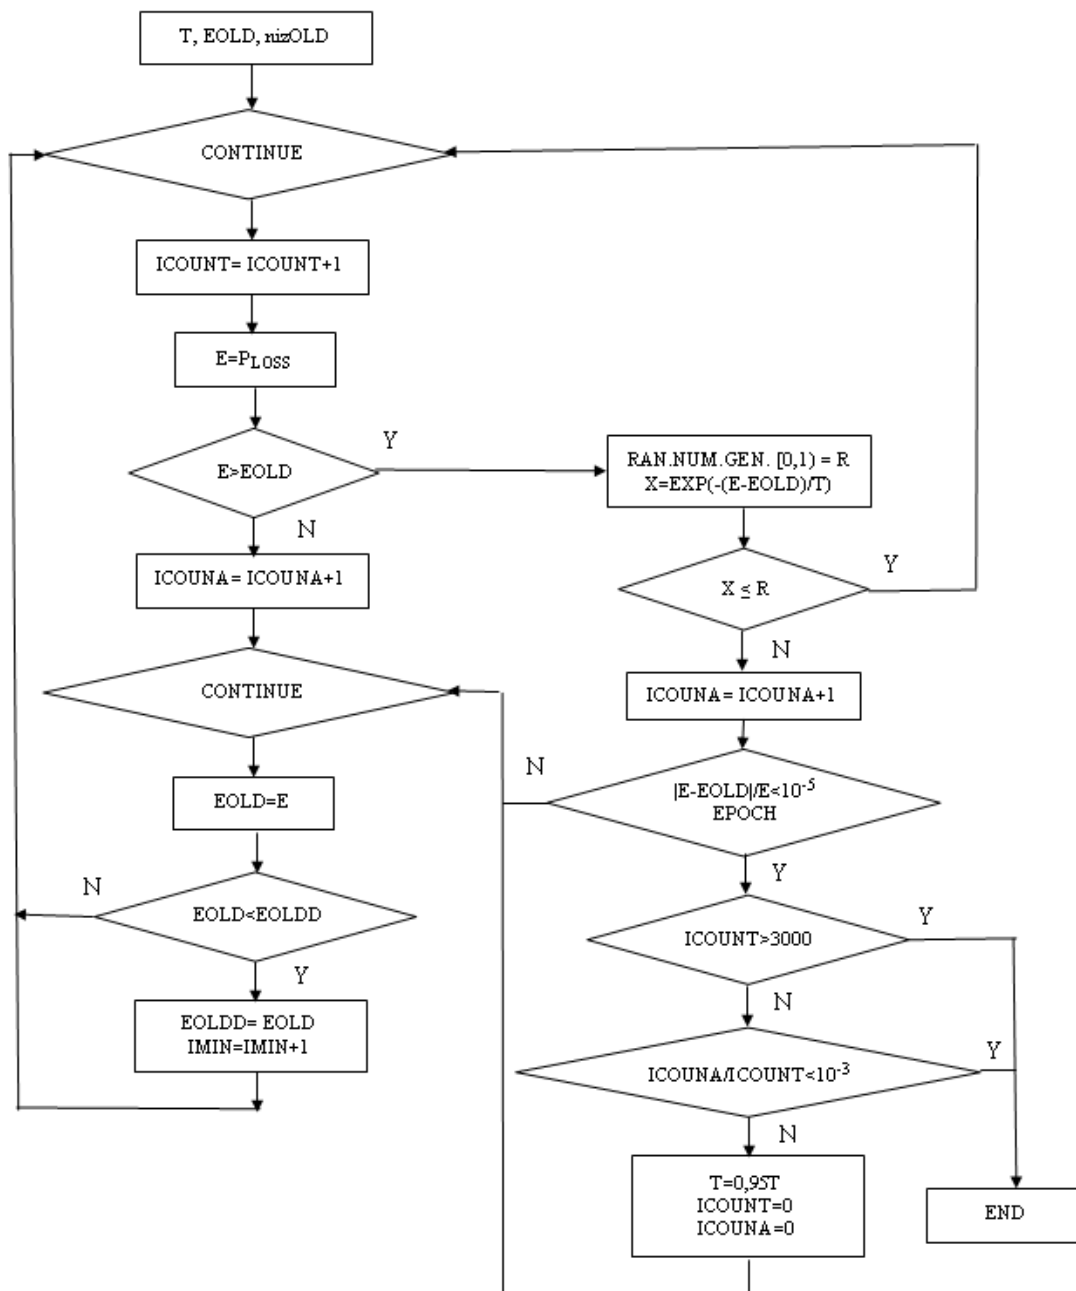 T, EOLD, nizOLD
CONTINUE
ICOUNT= ICOUNT+1
E=PLOSS
E>EOLD
Y
N
RAN.NUM.GEN. [0,1) = R
X=EXP(-(E-EOLD)/T)
ICOUNA= ICOUNA+1
X ≤ R
Y
N
CONTINUE
ICOUNA= ICOUNA+1
EOLD=E
N
|E-EOLD|/E<10-5
EPOCH
Y
EOLD<EOLDD
N
Y
ICOUNT>3000
Y
N
EOLDD= EOLD
IMIN=IMIN+1
ICOUNA/ICOUNT<10-3
Y
N
T=0,95T
ICOUNT=0
ICOUNA=0
END